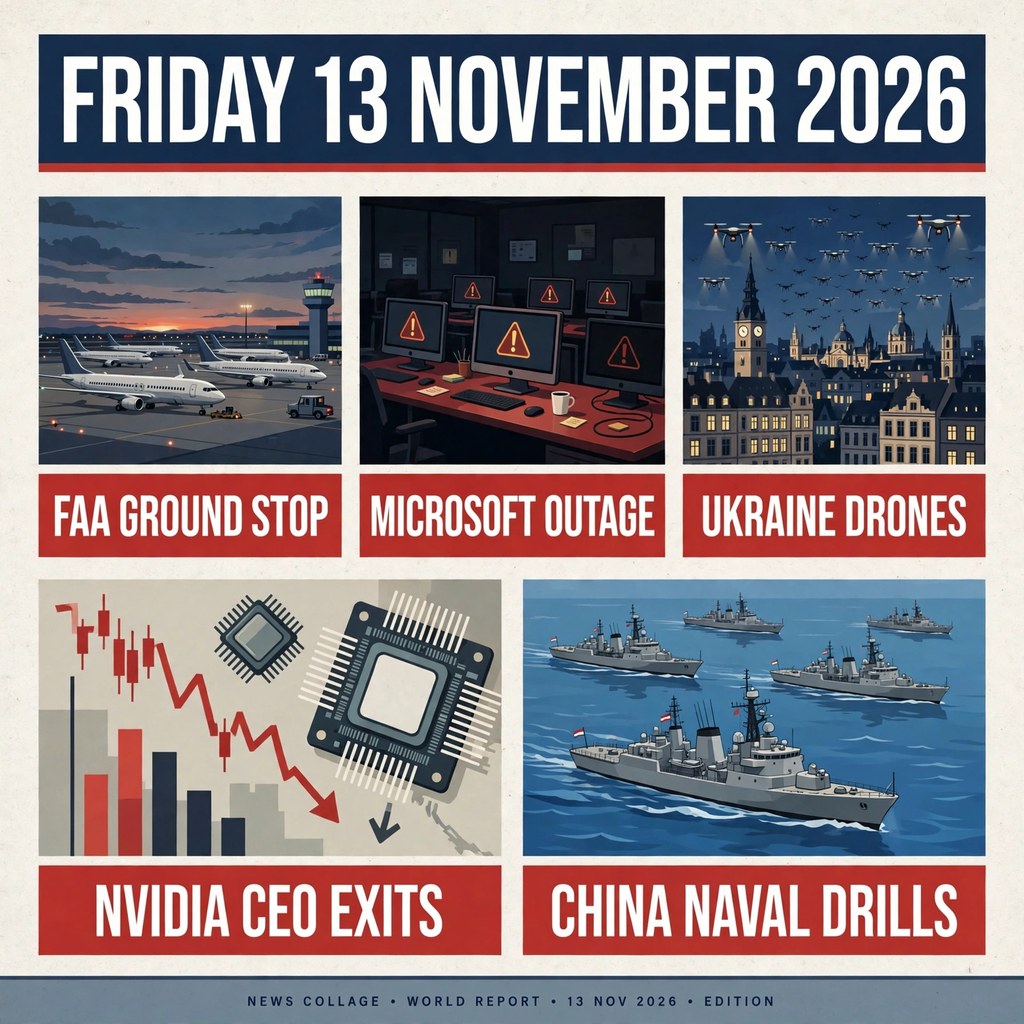 FRIDAY 13 NOVEMBER 2026
FAA GROUND STOP
MICROSOFT OUTAGE
UKRAINE DRONES
NVIDIA CEO EXITS
CHINA NAVAL DRILLS
NEWS COLLAGE • WORLD REPORT • 13 NOV 2026 • EDITION